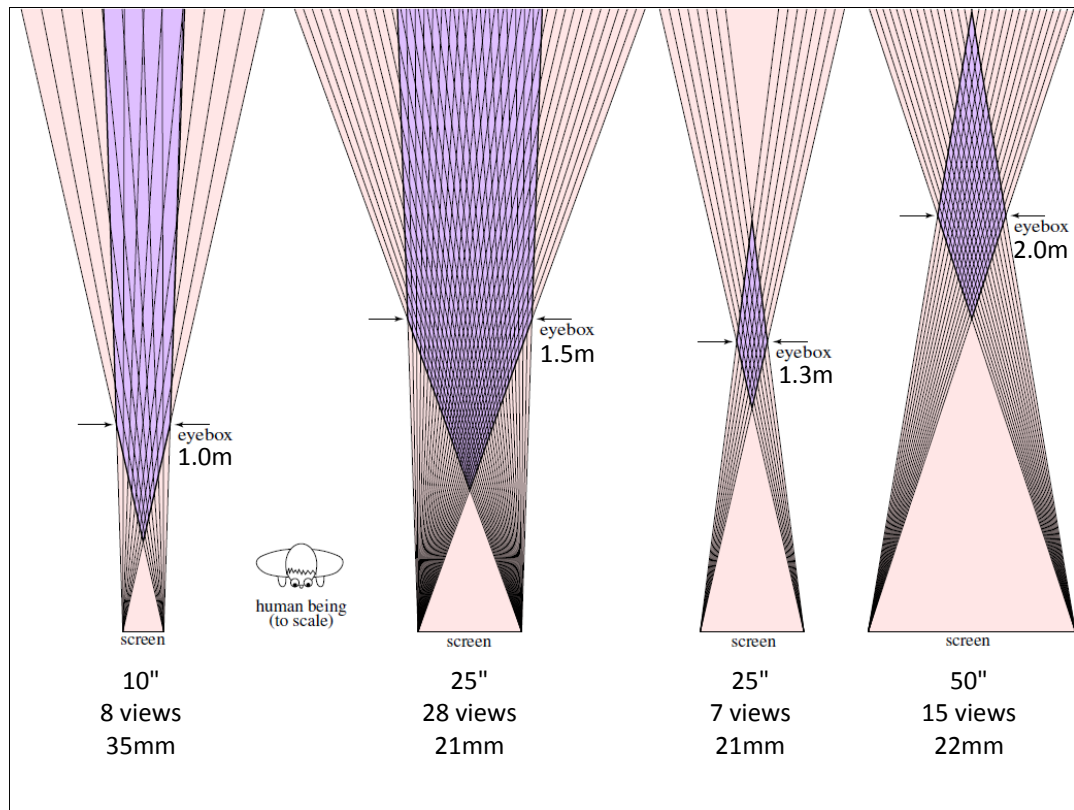 eyebox
1.0m
eyebox
1.5m
eyebox
1.3m
eyebox
2.0m
human being
(to scale)
screen
screen
screen
screen
10"
8 views
35mm
25"
28 views
21mm
25"
7 views
21mm
50"
15 views
22mm